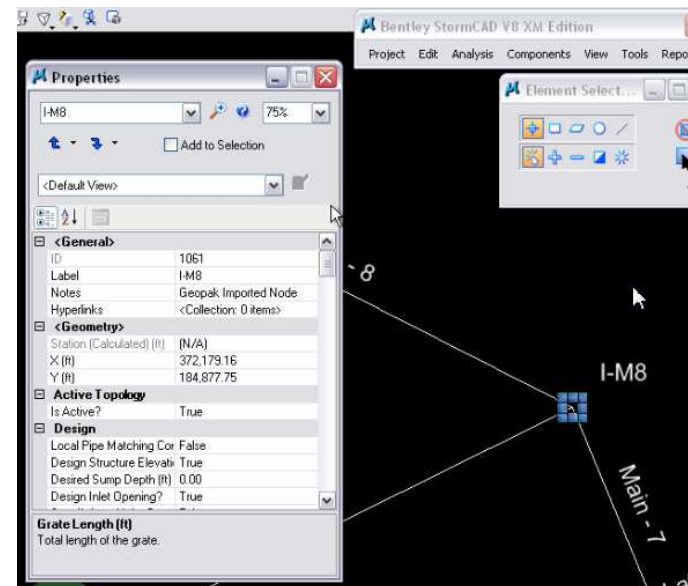 Bentley StormCAD V8 XM Edition
Project Edit Analysis Components View Tools Repo
Properties
I-M8
75%
Add to Selection
<Default View>
<General>
ID 1061
Label I-M8
Notes Geopak Imported Node
Hyperlinks <Collection: 0 items>
<Geometry>
Station (Calculated) (ft) (N/A)
X (ft) 372,179.16
Y (ft) 184,877.75
Active Topology
Is Active? True
Design
Local Pipe Matching Cor False
Design Structure Elevati True
Desired Sump Depth (ft) 0.00
Design Inlet Opening? True
Grate Length (ft)
Total length of the grate.
Element Select...
- 8
I-M8
Main - 7